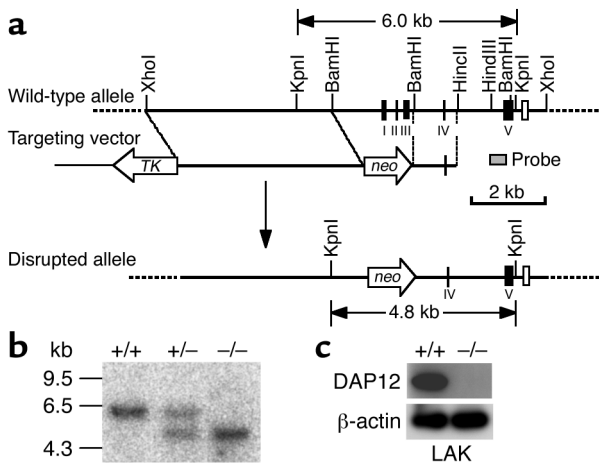 a
6.0 kb
XhoI
KpnI
BamHI
BamHI
HincII
HindIII
BamHI
KpnI
XhoI
Wild-type allele
I II III IV V
Targeting vector
TK
neo
Probe
2 kb
KpnI
KpnI
Disrupted allele
neo
IV V
4.8 kb
b
kb +/+ +/− −/−
9.5
6.5
4.3
c
+/+ −/−
DAP12
β-actin
LAK